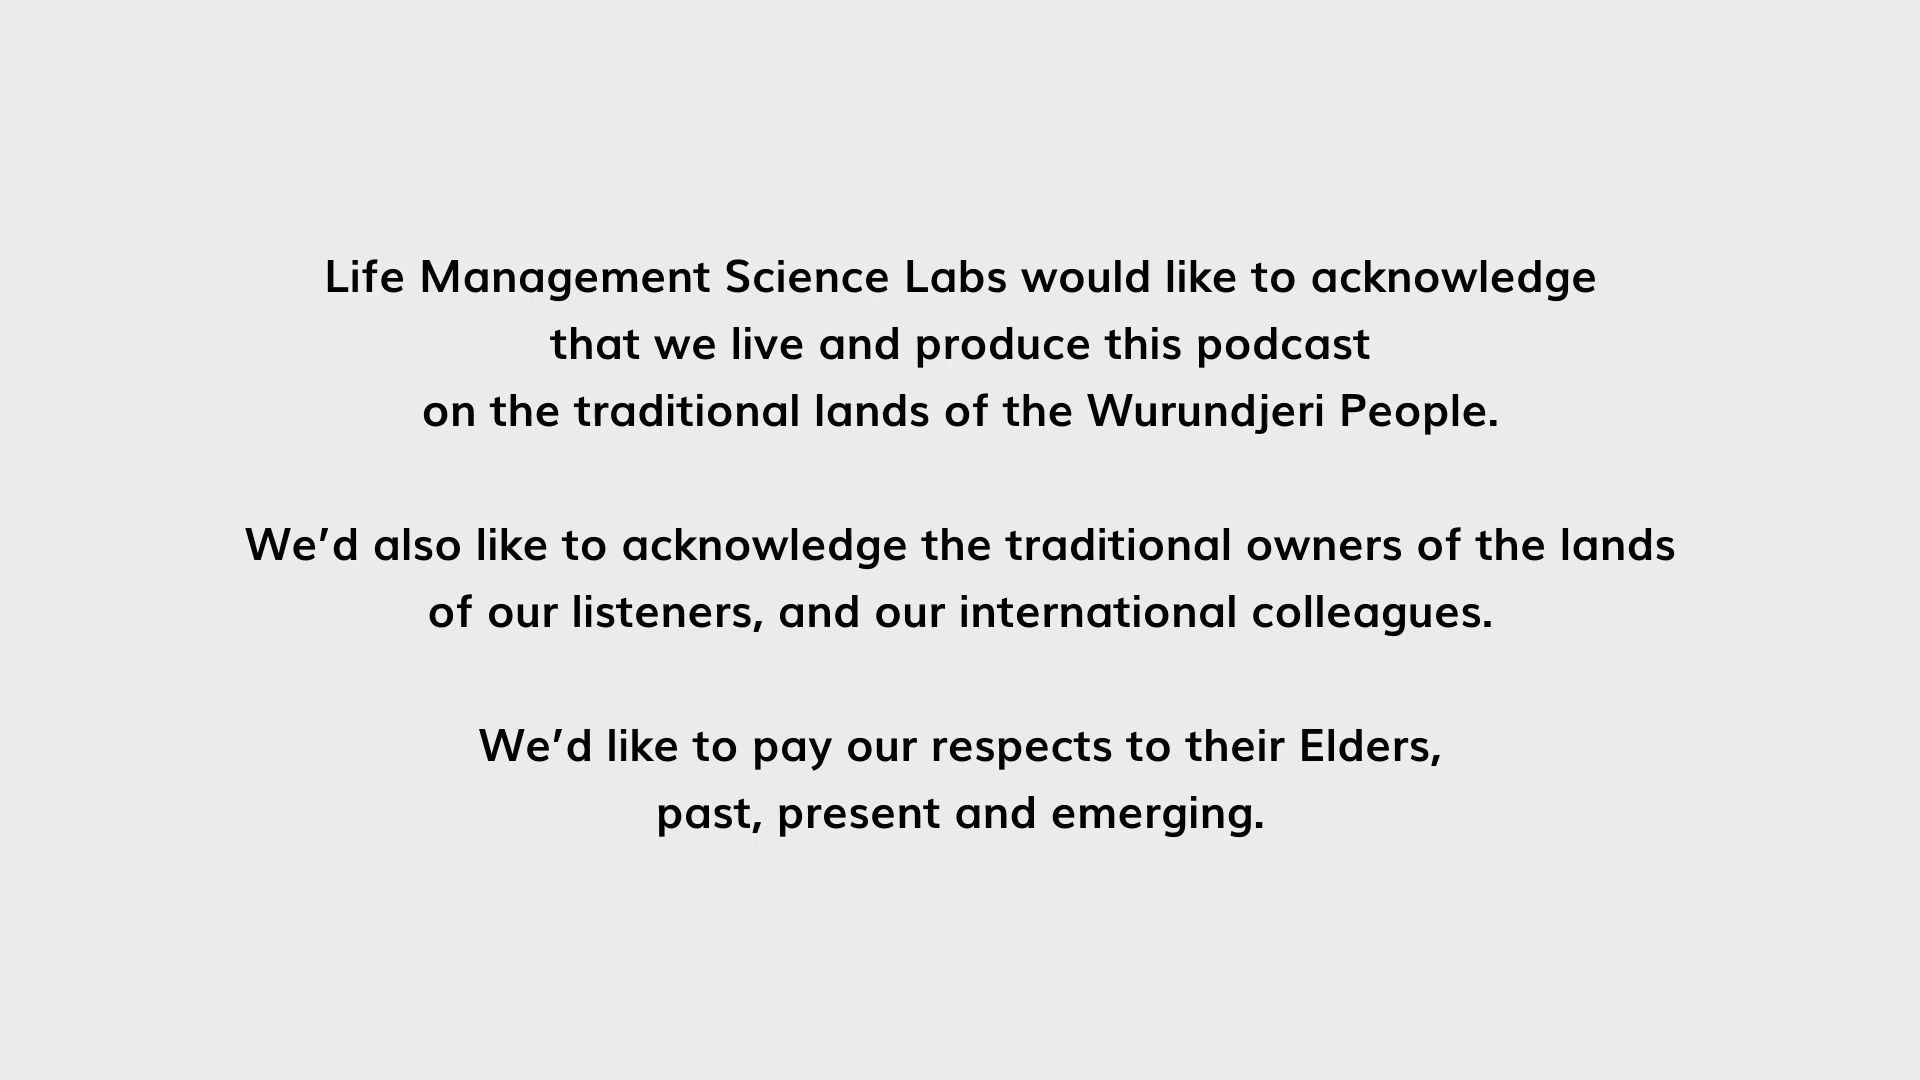 Life Management Science Labs would like to acknowledge
that we live and produce this podcast
on the traditional lands of the Wurundjeri People.
We’d also like to acknowledge the traditional owners of the lands
of our listeners, and our international colleagues.
We’d like to pay our respects to their Elders,
past, present and emerging.